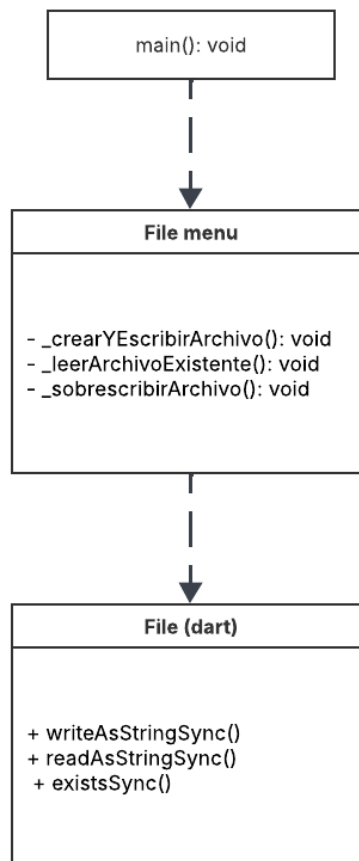 main(): void
File menu
- _crearYEscribirArchivo(): void
- _leerArchivoExistente(): void
- _sobrescribirArchivo(): void
File (dart)
+ writeAsStringSync()
+ readAsStringSync()
+ existsSync()